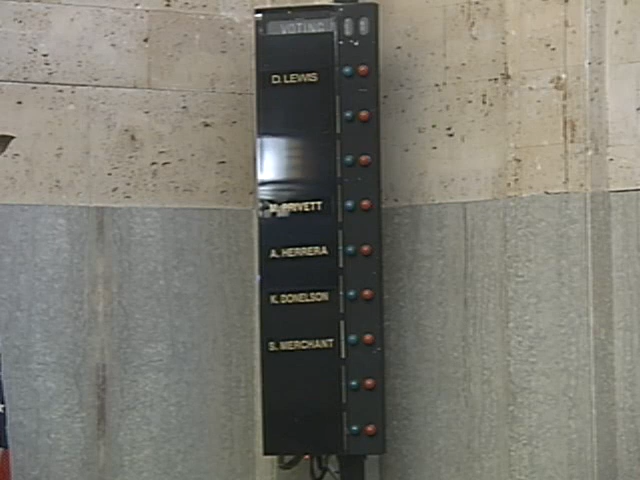 VOTING
D. LEWIS
PRIVETT
A. HERRERA
K. DONELSON
S. MERCHANT